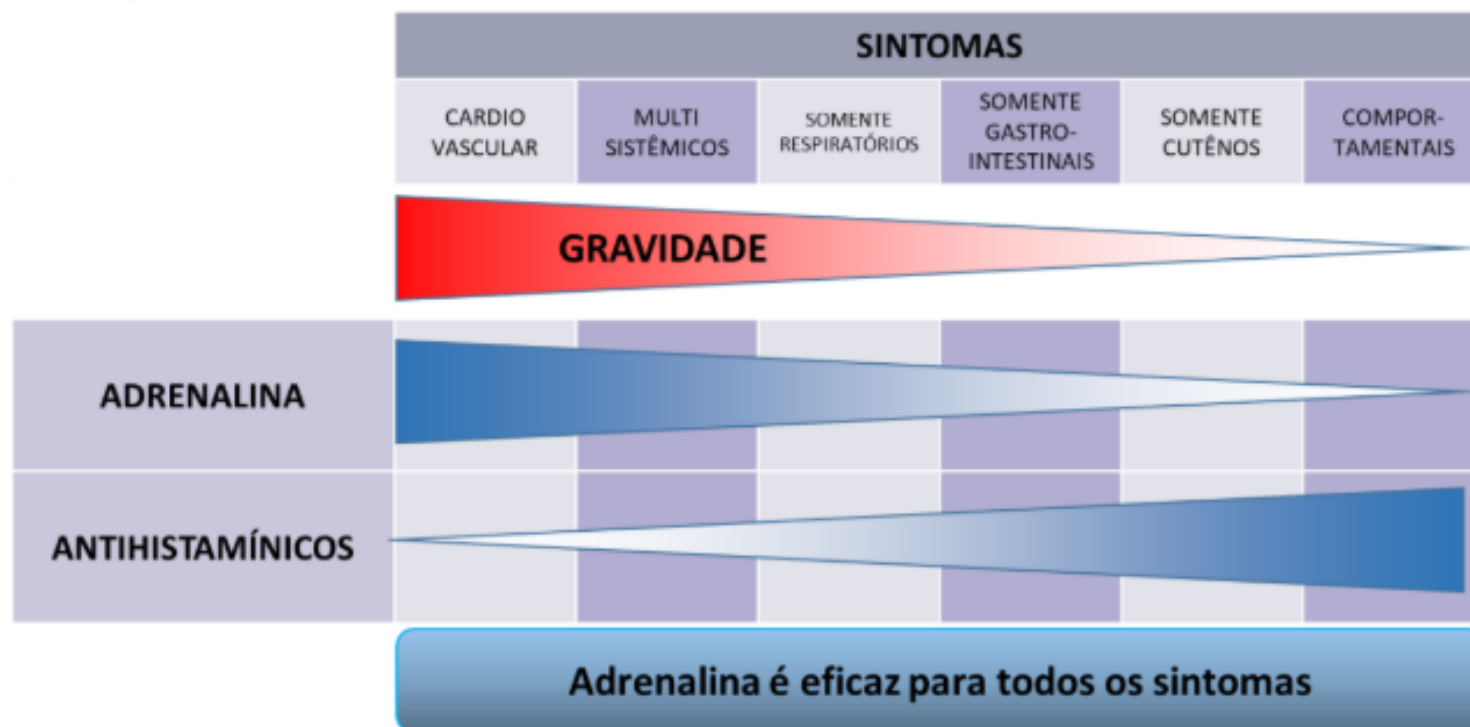 SINTOMAS
CARDIO
VASCULAR
MULTI
SISTÊMICOS
SOMENTE
RESPIRATÓRIOS
SOMENTE
GASTRO-
INTESTINAIS
SOMENTE
CUTÊNOS
COMPOR-
TAMENTAIS
GRAVIDADE
ADRENALINA
ANTIHISTAMÍNICOS
Adrenalina é eficaz para todos os sintomas